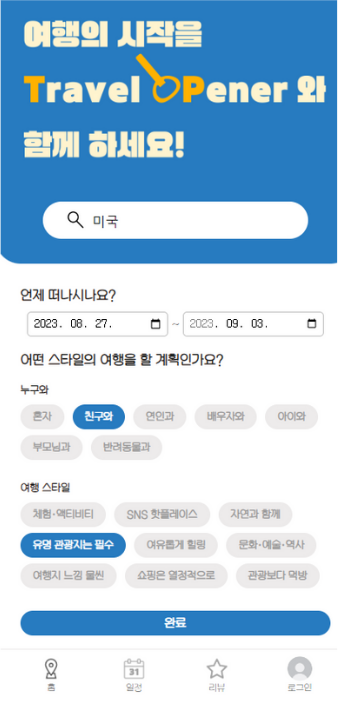 여행의 시작을
Travel OPener 와
함께 하세요!
미국
언제 떠나시나요?
2023. 08. 27. ~ 2023. 09. 03.
어떤 스타일의 여행을 할 계획인가요?
누구와
혼자 친구와 연인과 배우자와 아이와
부모님과 반려동물과
여행 스타일
체험·액티비티 SNS 핫플레이스 자연과 함께
유명 관광지는 필수 여유롭게 힐링 문화·예술·역사
여행지 느낌 물씬 쇼핑은 열정적으로 관광보다 먹방
완료
31
홈 일정 리뷰 로그인